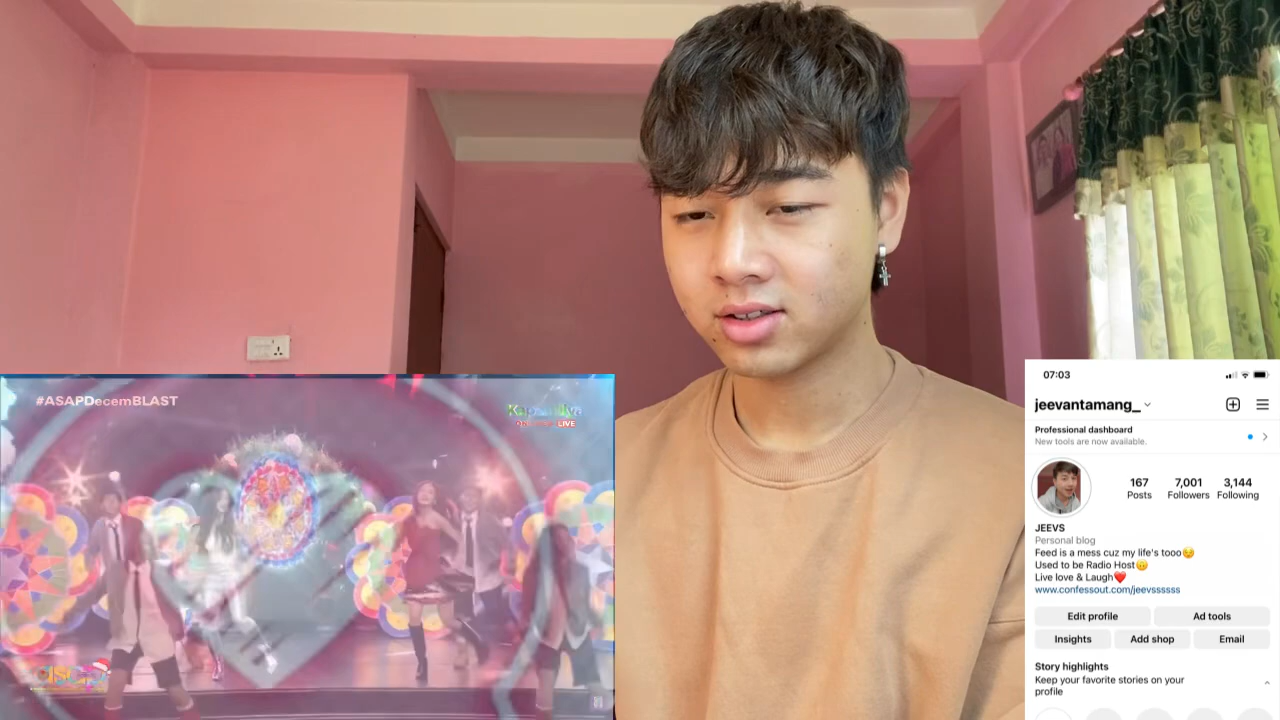 #ASAPDecemBLAST
Kapamilya
LIVE
asap
07:03
jeevantamang_
Professional dashboard
New tools are now available.
167
7,001
3,144
Posts
Followers
Following
JEEVS
Personal blog
Feed is a mess cuz my life's tooo😔
Used to be Radio Host🙃
Live love & Laugh❤️
www.confessout.com/jeevssssss
Edit profile
Ad tools
Insights
Add shop
Email
Story highlights
Keep your favorite stories on your
profile